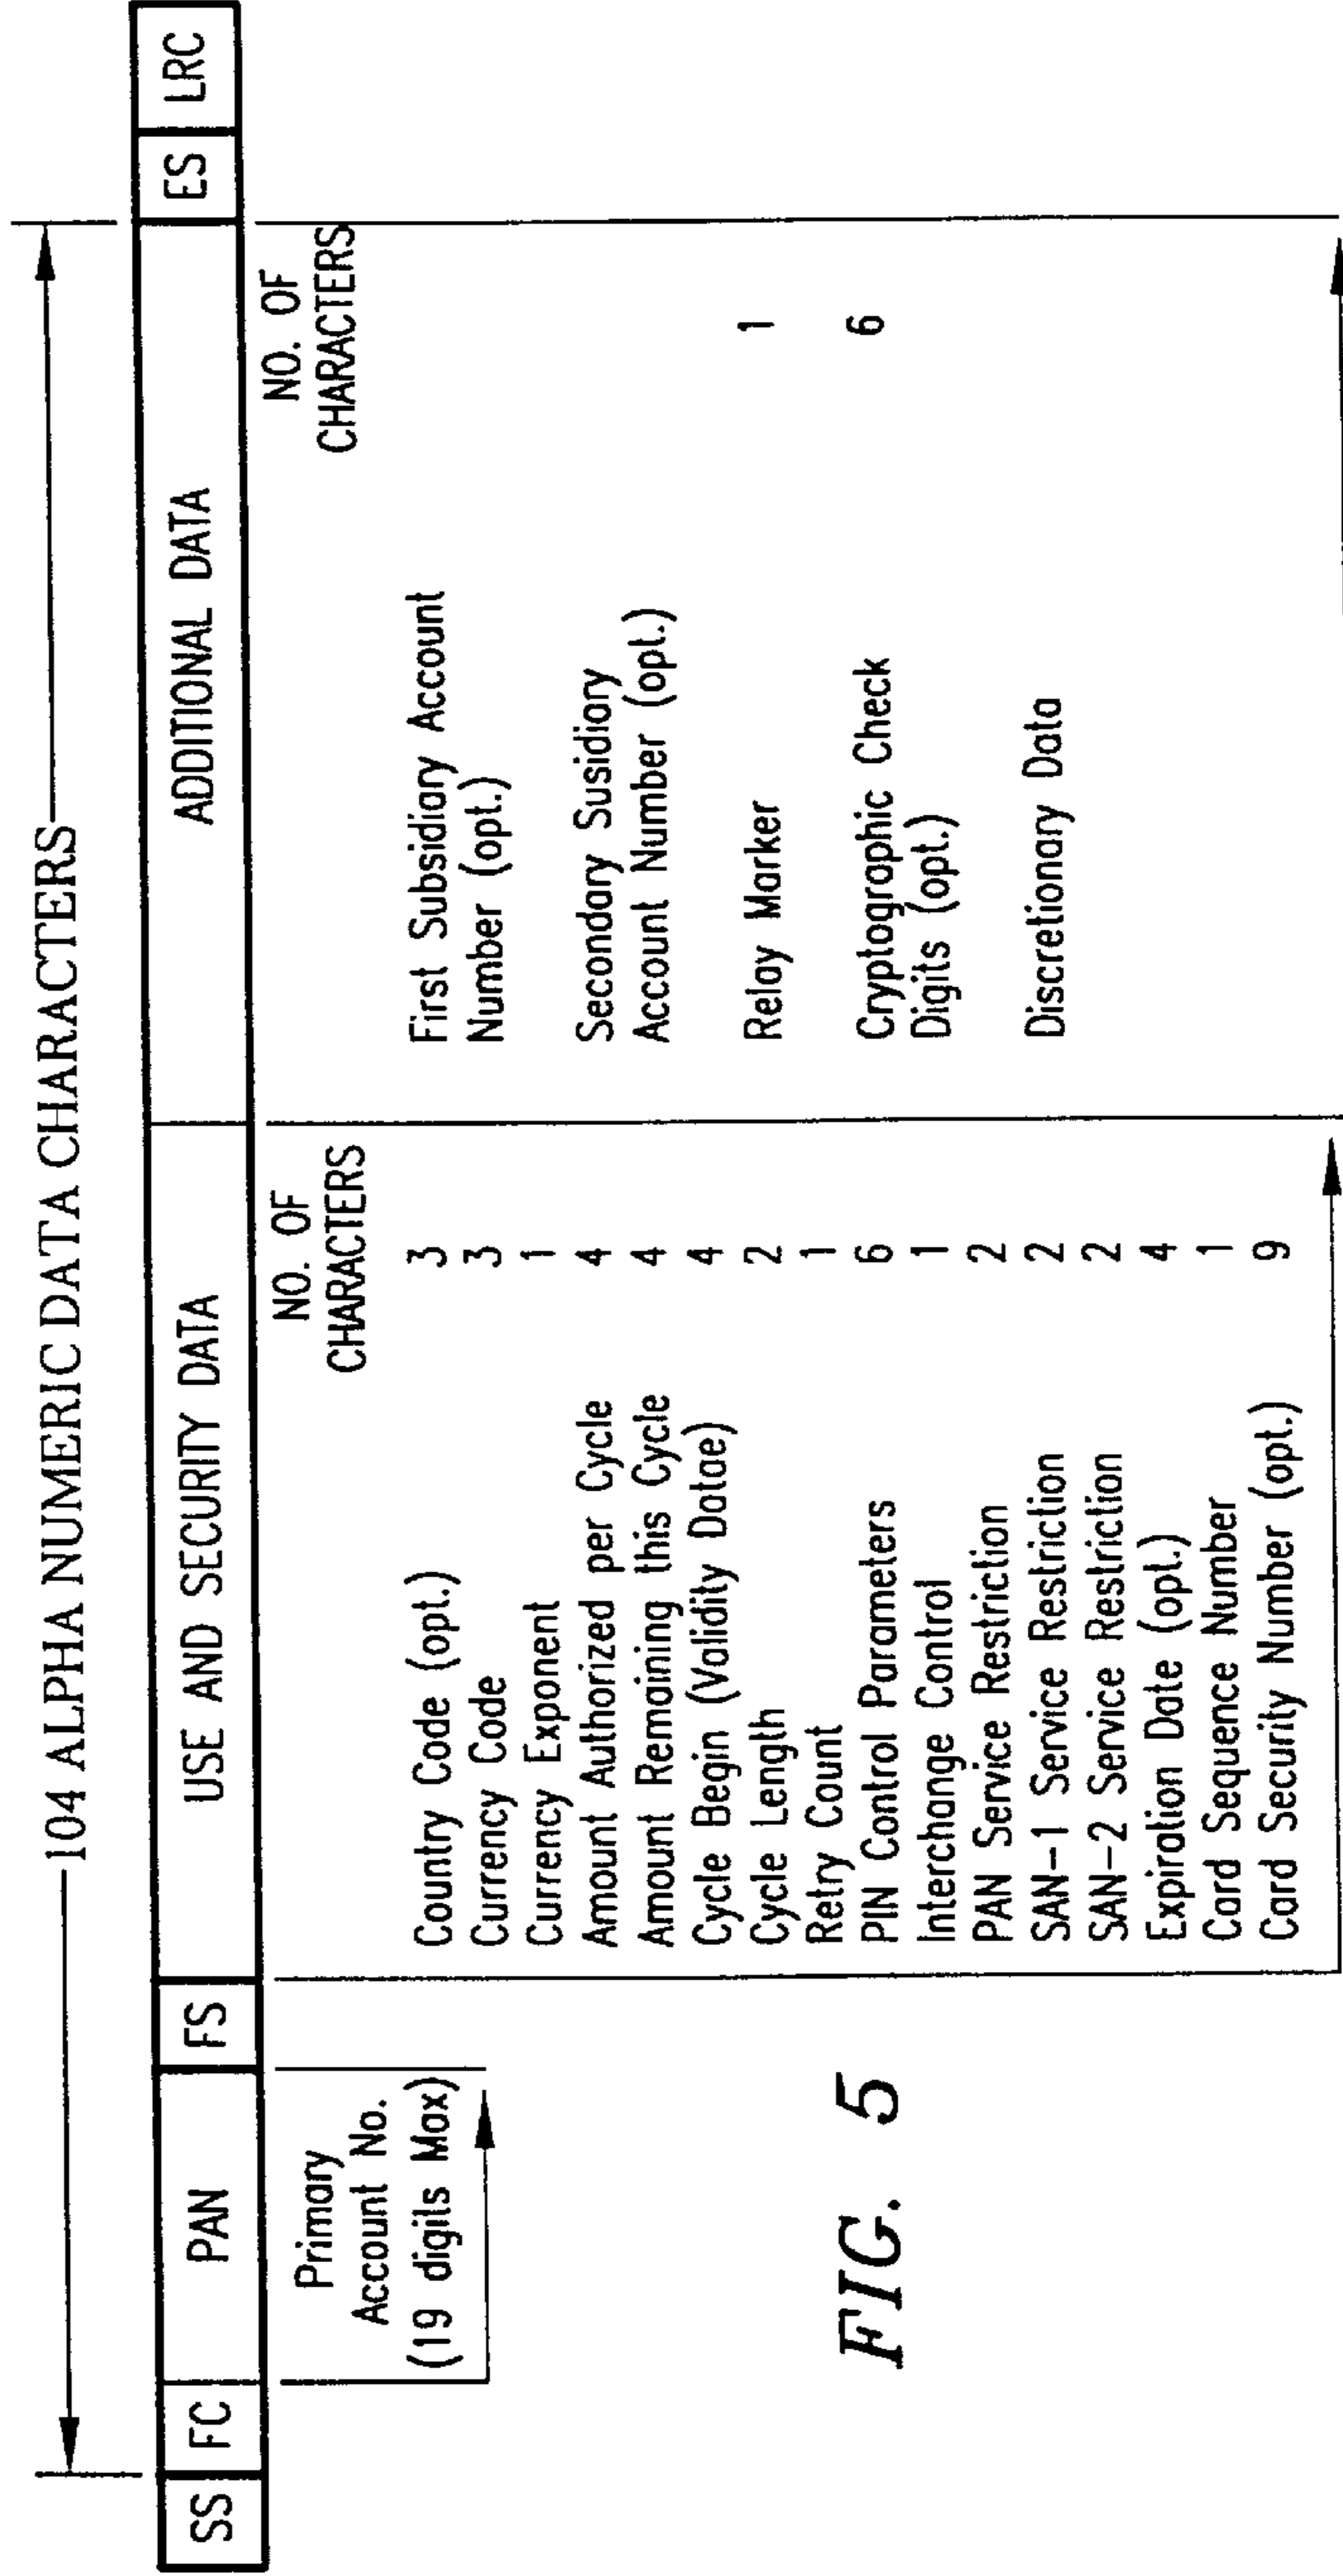 104 ALPHA NUMERIC DATA CHARACTERS
SS FC PAN FS USE AND SECURITY DATA ADDITIONAL DATA ES LRC
Primary
Account No.
(19 digits Max)
NO. OF
CHARACTERS
Country Code (opt.) 3
Currency Code 3
Currency Exponent 1
Amount Authorized per Cycle 4
Amount Remaining this Cycle 4
Cycle Begin (Validity Datae) 4
Cycle Length 2
Retry Count 1
PIN Control Parameters 6
Interchange Control 1
PAN Service Restriction 2
SAN-1 Service Restriction 2
SAN-2 Service Restriction 2
Expiration Date (opt.) 4
Card Sequence Number 1
Card Security Number (opt.) 9
NO. OF
CHARACTERS
First Subsidiary Account
Number (opt.)
Secondary Susidiary
Account Number (opt.)
Relay Marker 1
Cryptographic Check 6
Digits (opt.)
Discretionary Data
FIG. 5